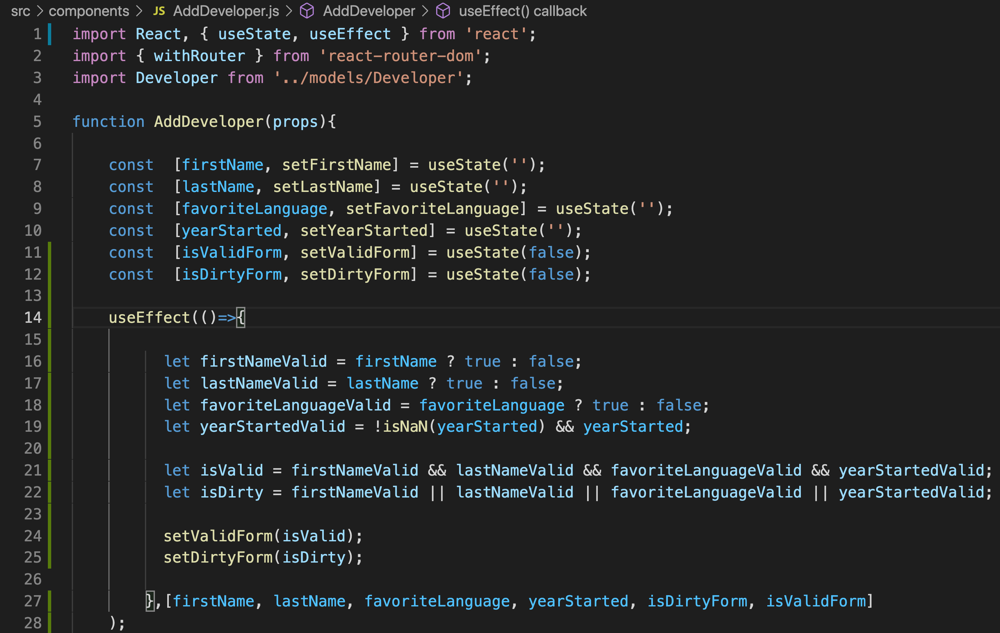 src > components > JS AddDeveloper.js > AddDeveloper > useEffect() callback
1 import React, { useState, useEffect } from 'react';
2 import { withRouter } from 'react-router-dom';
3 import Developer from '../models/Developer';
4
5 function AddDeveloper(props){
6
7     const  [firstName, setFirstName] = useState('');
8     const  [lastName, setLastName] = useState('');
9     const  [favoriteLanguage, setFavoriteLanguage] = useState('');
10     const  [yearStarted, setYearStarted] = useState('');
11     const  [isValidForm, setValidForm] = useState(false);
12     const  [isDirtyForm, setDirtyForm] = useState(false);
13
14     useEffect(()=>{
15
16           let firstNameValid = firstName ? true : false;
17           let lastNameValid = lastName ? true : false;
18           let favoriteLanguageValid = favoriteLanguage ? true : false;
19           let yearStartedValid = !isNaN(yearStarted) && yearStarted;
20
21           let isValid = firstNameValid && lastNameValid && favoriteLanguageValid && yearStartedValid;
22           let isDirty = firstNameValid || lastNameValid || favoriteLanguageValid || yearStartedValid;
23
24           setValidForm(isValid);
25           setDirtyForm(isDirty);
26
27         },[firstName, lastName, favoriteLanguage, yearStarted, isDirtyForm, isValidForm]
28     );